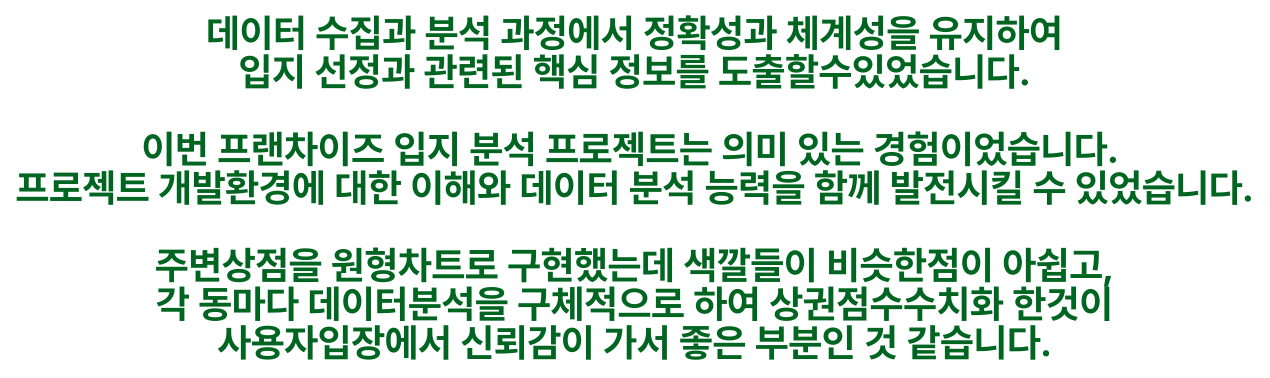 데이터 수집과 분석 과정에서 정확성과 체계성을 유지하여
입지 선정과 관련된 핵심 정보를 도출할수있었습니다.
이번 프랜차이즈 입지 분석 프로젝트는 의미 있는 경험이었습니다.
프로젝트 개발환경에 대한 이해와 데이터 분석 능력을 함께 발전시킬 수 있었습니다.
주변상점을 원형차트로 구현했는데 색깔들이 비슷한점이 아쉽고,
각 동마다 데이터분석을 구체적으로 하여 상권점수수치화 한것이
사용자입장에서 신뢰감이 가서 좋은 부분인 것 같습니다.